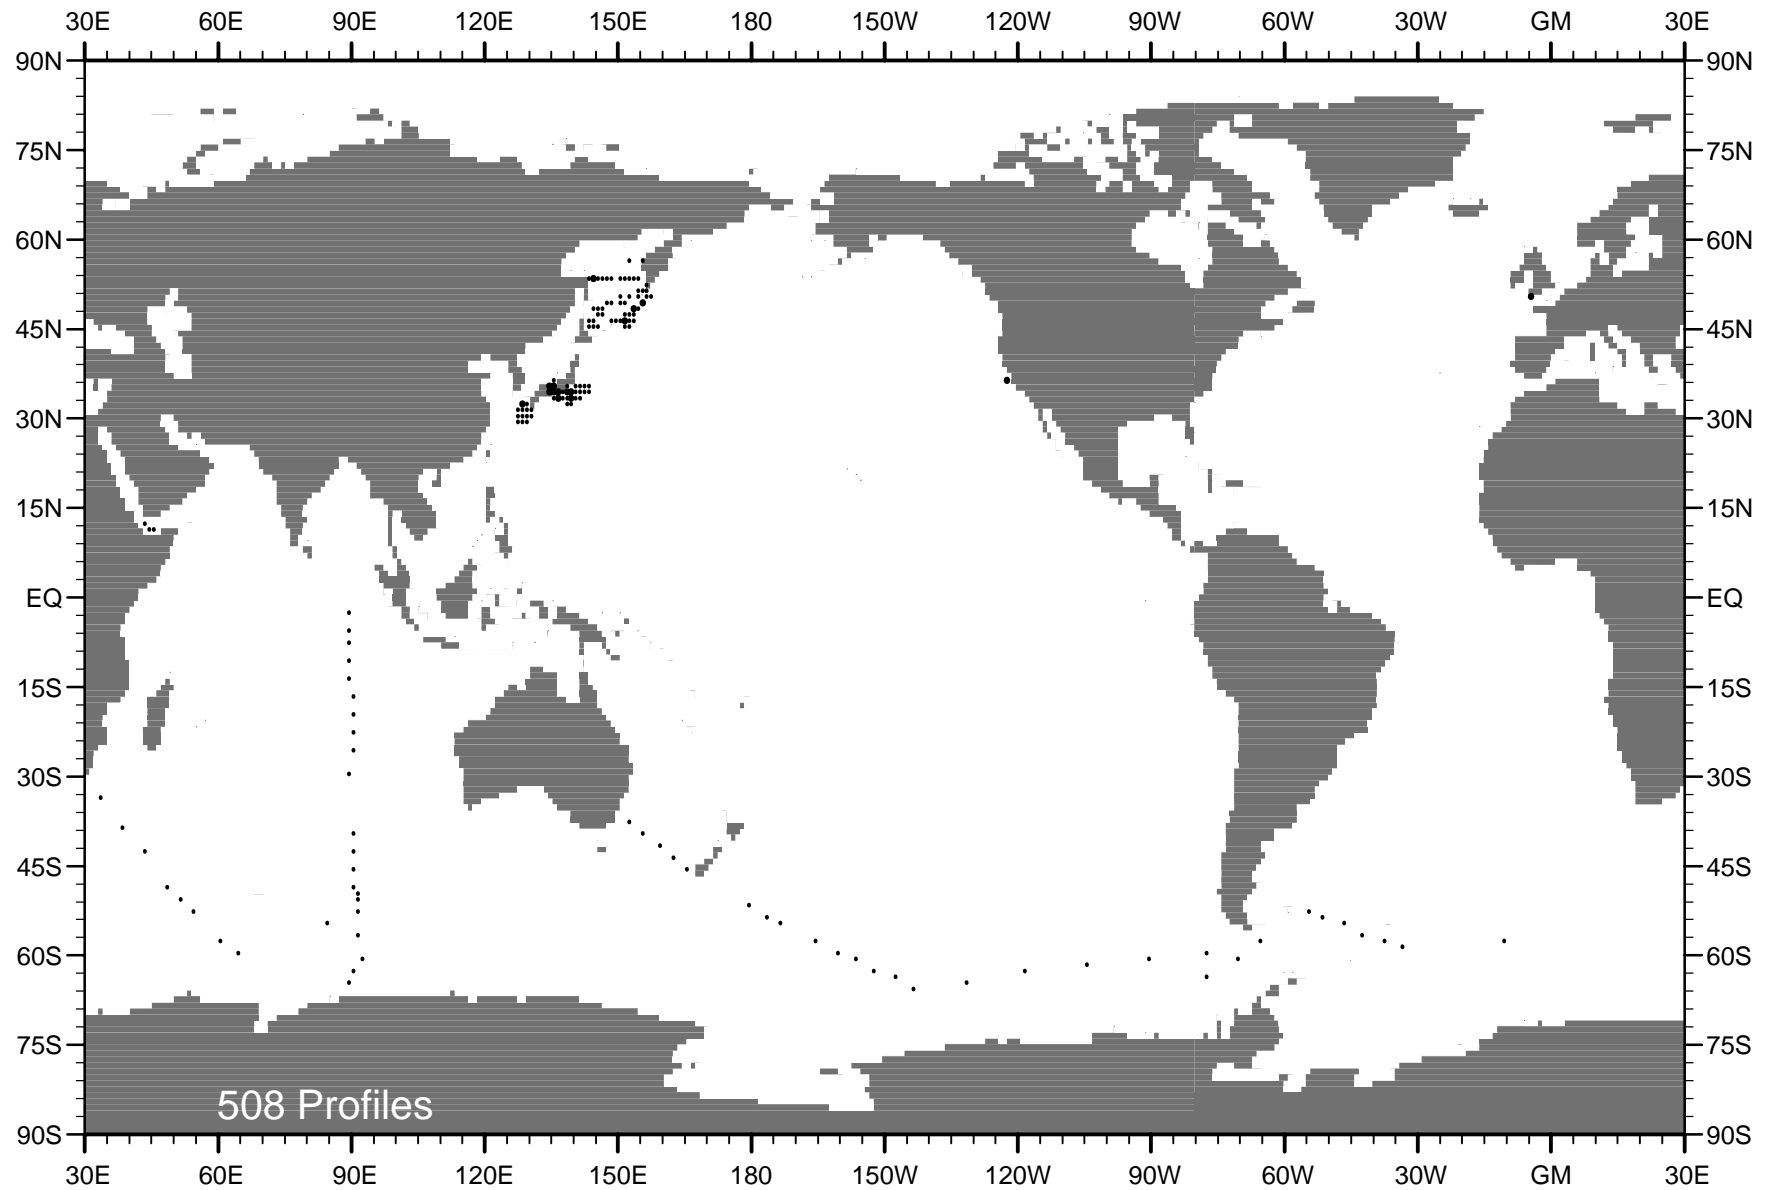 30E 60E 90E 120E 150E 180 150W 120W 90W 60W 30W GM 30E
90N 90N
75N 75N
60N 60N
45N 45N
30N 30N
15N 15N
EQ EQ
15S 15S
30S 30S
45S 45S
60S 60S
75S 75S
508 Profiles
90S 90S
30E 60E 90E 120E 150E 180 150W 120W 90W 60W 30W GM 30E